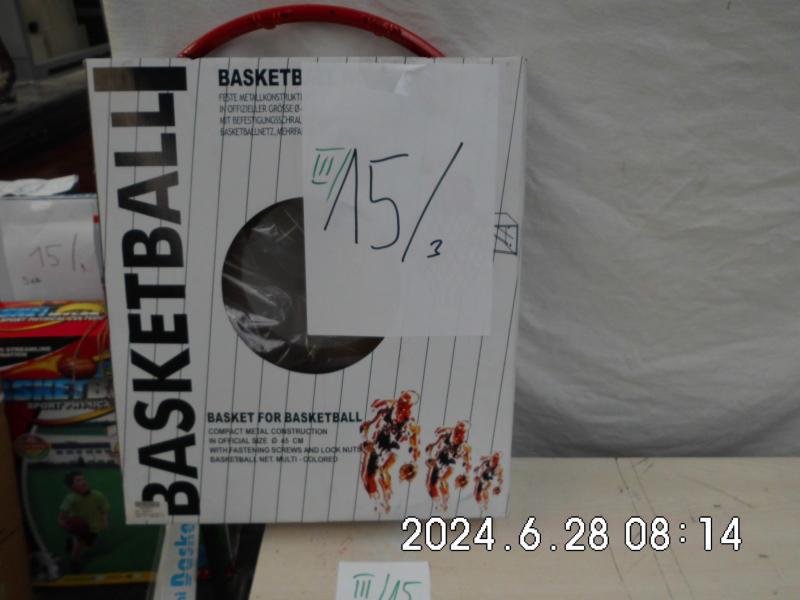 BASKETBALL
BASKETB
FESTE METALLKONSTRUKTI
IN OFFIZIELLER GRÖSSE Ø
MIT BEFESTIGUNGSSCHRAU
BASKETBALLNETZ, MEHRFA
III/15/3
BASKET FOR BASKETBALL
COMPACT METAL CONSTRUCTION
IN OFFICIAL SIZE Ø 45 CM
WITH FASTENING SCREWS AND LOCK NUTS
BASKETBALL NET. MULTI - COLORED
15/
Baske
III/15
2024.6.28 08:14